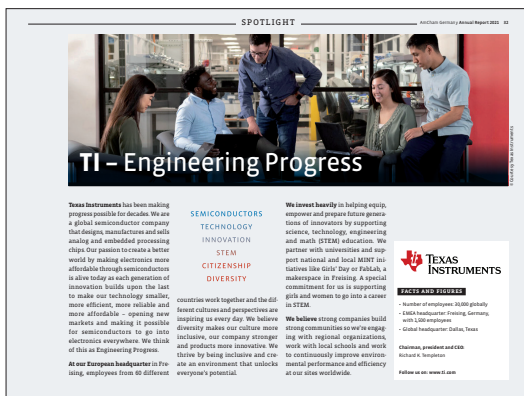 SPOTLIGHT
AmCham Germany Annual Report 2021 53
© Courtesy Texas Instruments
TI – Engineering Progress
Texas Instruments has been making
progress possible for decades. We are
a global semiconductor company
that designs, manufactures and sells
analog and embedded processing
chips. Our passion to create a better
world by making electronics more
affordable through semiconductors
is alive today as each generation of
innovation builds upon the last
to make our technology smaller,
more efficient, more reliable and
more affordable – opening new
markets and making it possible
for semiconductors to go into
electronics everywhere. We think
of this as Engineering Progress.
At our European headquarter in Fre-
ising, employees from 60 different
SEMICONDUCTORS
TECHNOLOGY
INNOVATION
STEM
CITIZENSHIP
DIVERSITY
countries work together and the dif-
ferent cultures and perspectives are
inspiring us every day. We believe
diversity makes our culture more
inclusive, our company stronger
and products more innovative. We
thrive by being inclusive and cre-
ate an environment that unlocks
everyone's potential.
We invest heavily in helping equip,
empower and prepare future genera-
tions of innovators by supporting
science, technology, engineering
and math (STEM) education. We
partner with universities and sup-
port national and local MINT ini-
tiatives like Girls' Day or FabLab, a
makerspace in Freising. A special
commitment for us is supporting
girls and women to go into a career
in STEM.
We believe strong companies build
strong communities so we're engag-
ing with regional organizations,
work with local schools and work
to continuously improve environ-
mental performance and efficiency
at our sites worldwide.
TEXAS
INSTRUMENTS
FACTS AND FIGURES
– Number of employees: 30,000 globally
– EMEA headquarter: Freising, Germany,
with 1,500 employees
– Global headquarter: Dallas, Texas
Chairman, president and CEO:
Richard K. Templeton
Follow us on: www.ti.com